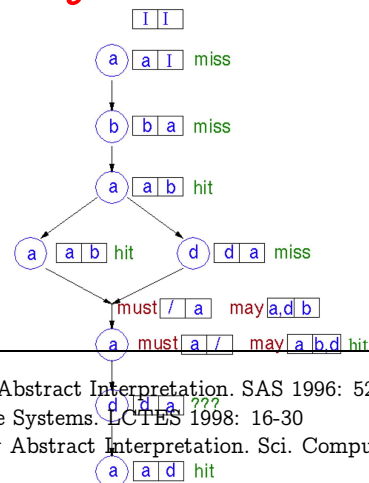 I I
a a I miss
b b a miss
a a b hit
a a b hit d d a miss
must / a may a,d b
a must a / may a b,d hit
Abstract Interpretation. SAS 1996: 52
d d a ???
e Systems. LCTES 1998: 16-30
Abstract Interpretation. Sci. Compu
a a d hit